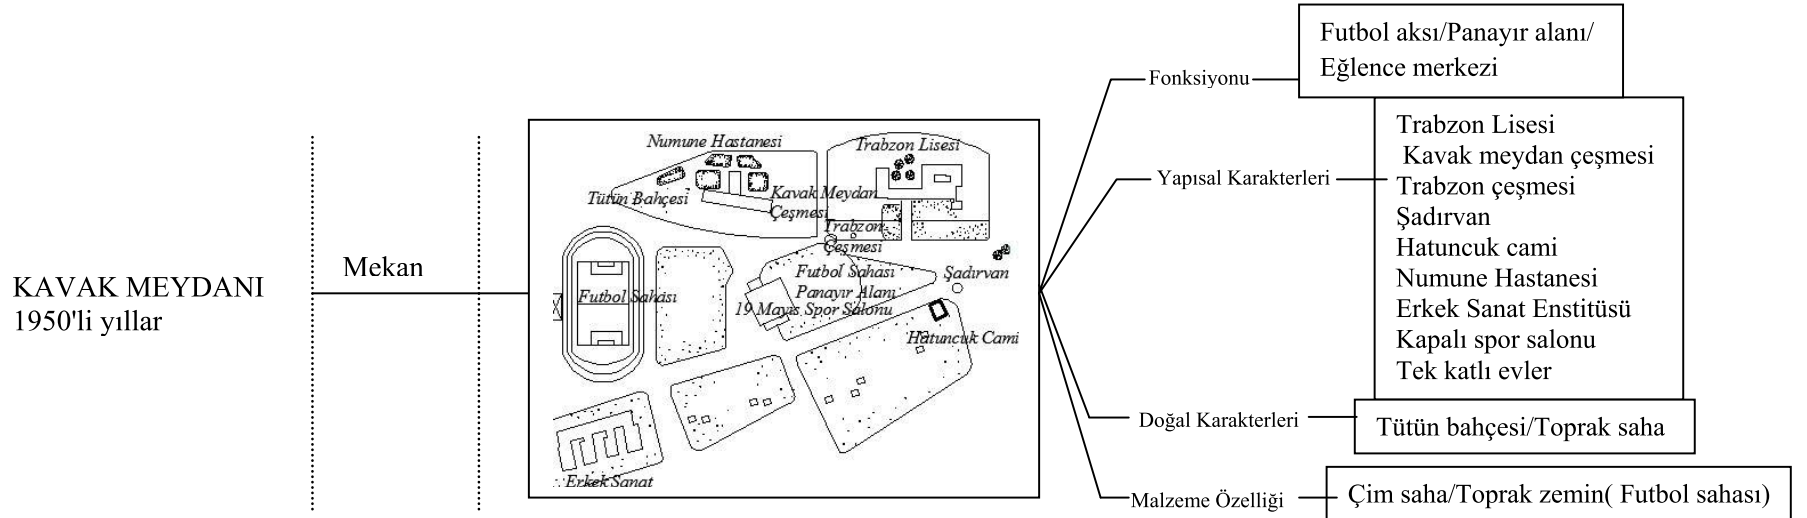 KAVAK MEYDANI
1950'li yıllar
Mekan
Numune Hastanesi
Trabzon Lisesi
Tütün Bahçesi
Kavak Meydan
Çeşmesi
Trabzon
Çeşmesi
Futbol Sahası
Futbol Sahası
Panayır Alanı
19 Mayıs Spor Salonu
Şadırvan
Hatuncuk Cami
Erkek Sanat
Fonksiyonu
Futbol aksı/Panayır alanı/
Eğlence merkezi
Yapısal Karakterleri
Trabzon Lisesi
Kavak meydan çeşmesi
Trabzon çeşmesi
Şadırvan
Hatuncuk cami
Numune Hastanesi
Erkek Sanat Enstitüsü
Kapalı spor salonu
Tek katlı evler
Doğal Karakterleri
Tütün bahçesi/Toprak saha
Malzeme Özelliği
Çim saha/Toprak zemin( Futbol sahası)